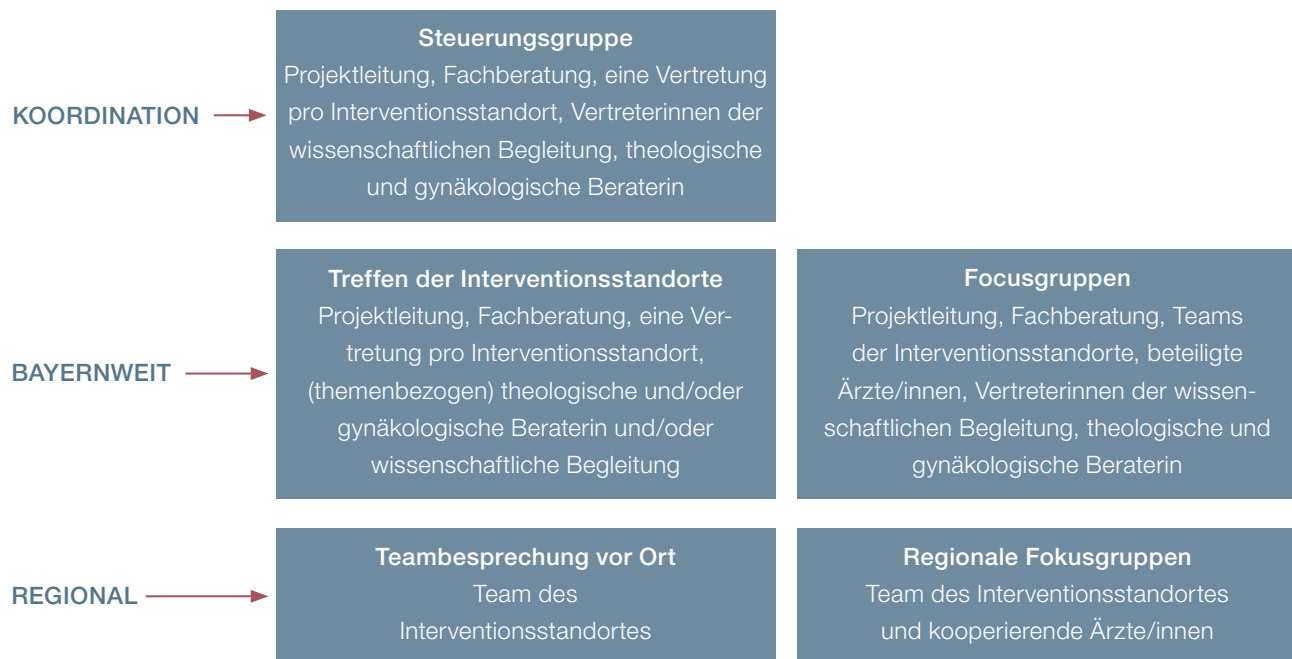 Steuerungsgruppe
Projektleitung, Fachberatung, eine Vertretung
KOORDINATION
pro Interventionsstandort, Vertreterinnen der
wissenschaftlichen Begleitung, theologische
und gynäkologische Beraterin
Treffen der Interventionsstandorte
Projektleitung, Fachberatung, eine Ver-
tretung pro Interventionsstandort,
BAYERNWEIT
(themenbezogen) theologische und/oder
gynäkologische Beraterin und/oder
wissenschaftliche Begleitung
Focusgruppen
Projektleitung, Fachberatung, Teams
der Interventionsstandorte, beteiligte
Ärzte/innen, Vertreterinnen der wissen-
schaftlichen Begleitung, theologische und
gynäkologische Beraterin
Teambesprechung vor Ort
REGIONAL
Team des
Interventionsstandortes
Regionale Fokusgruppen
Team des Interventionsstandortes
und kooperierende Ärzte/innen